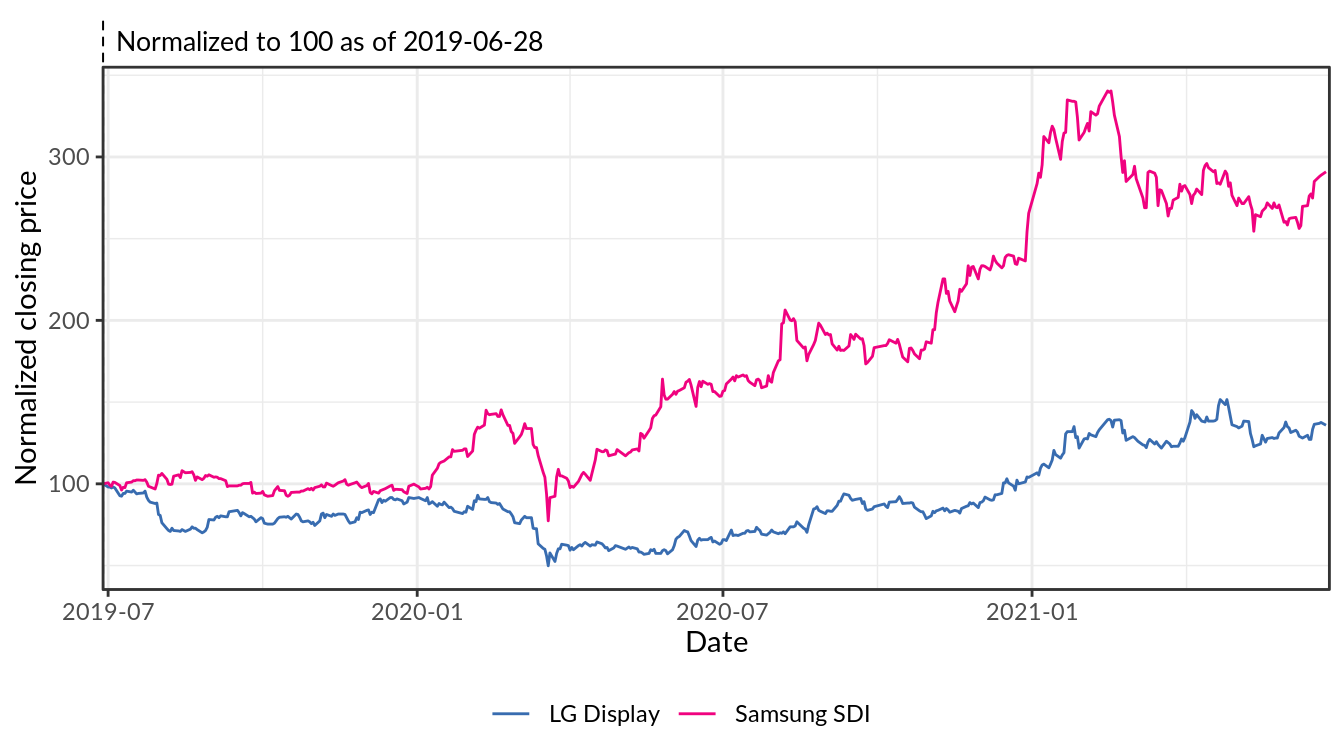 Normalized to 100 as of 2019-06-28
Normalized closing price
300
200
100
2019-07 2020-01 2020-07 2021-01
Date
LG Display Samsung SDI